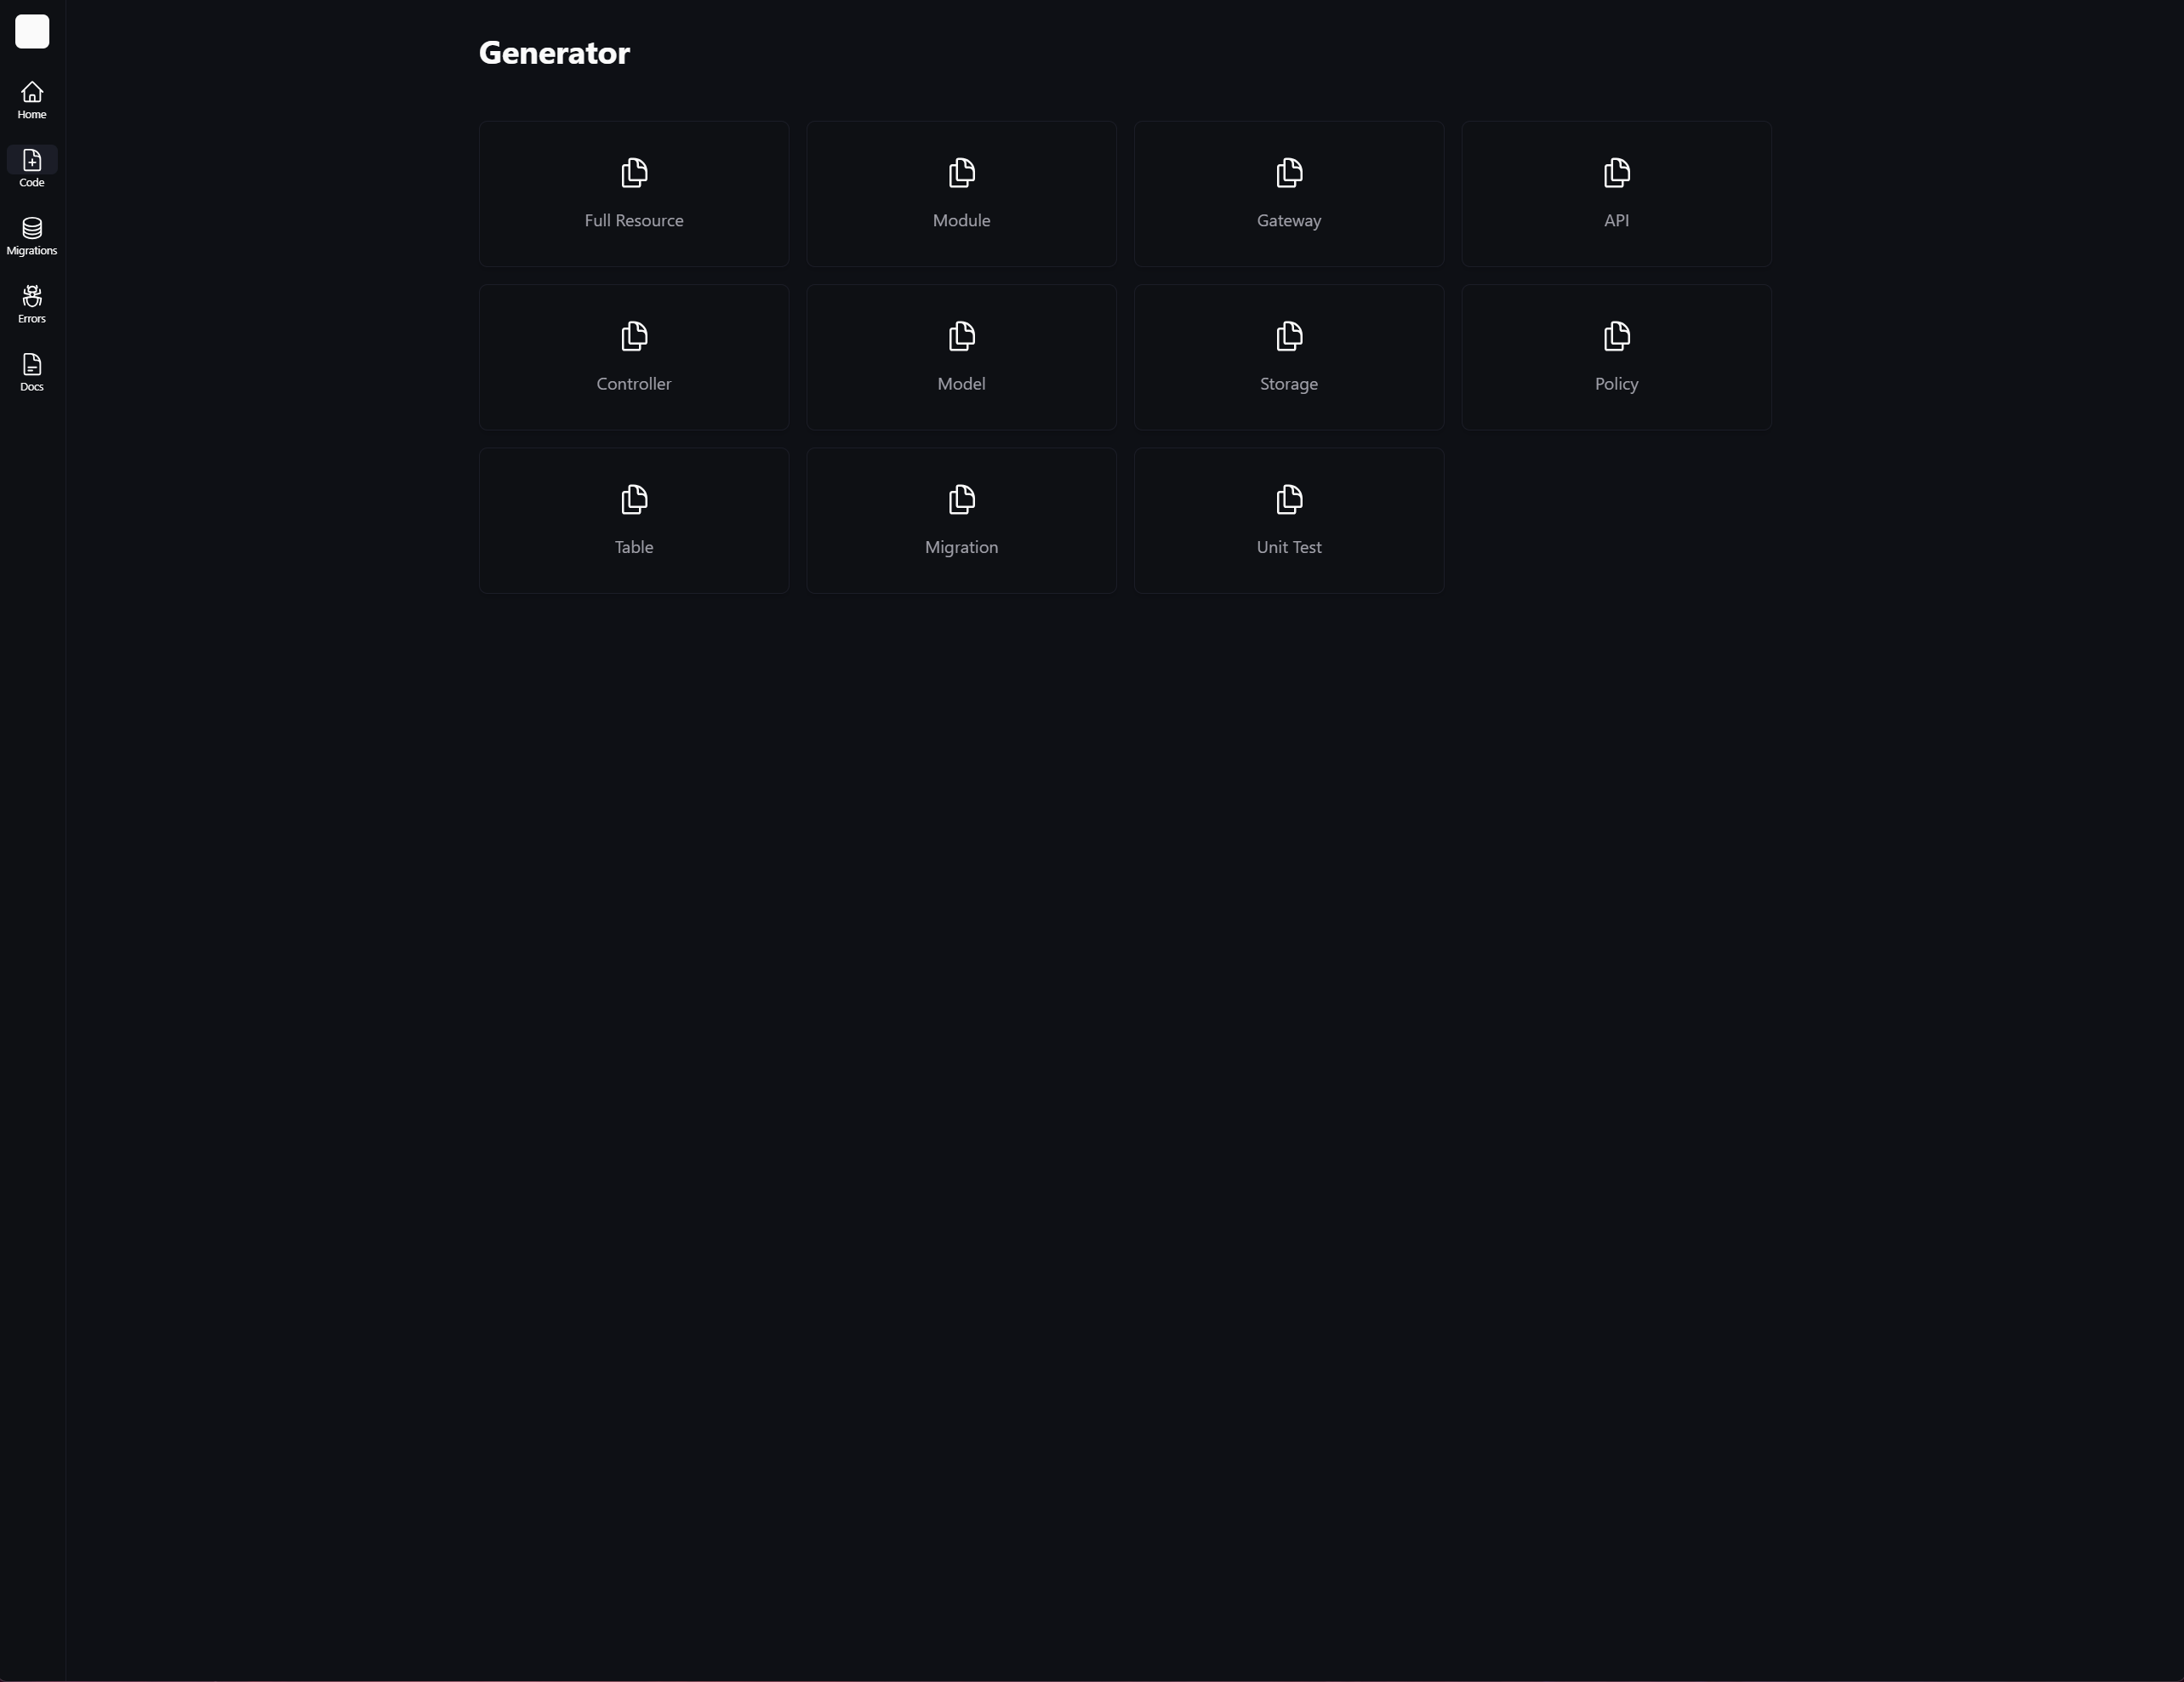 Home
Code
Migrations
Errors
Docs
Generator
Full Resource
Module
Gateway
API
Controller
Model
Storage
Policy
Table
Migration
Unit Test